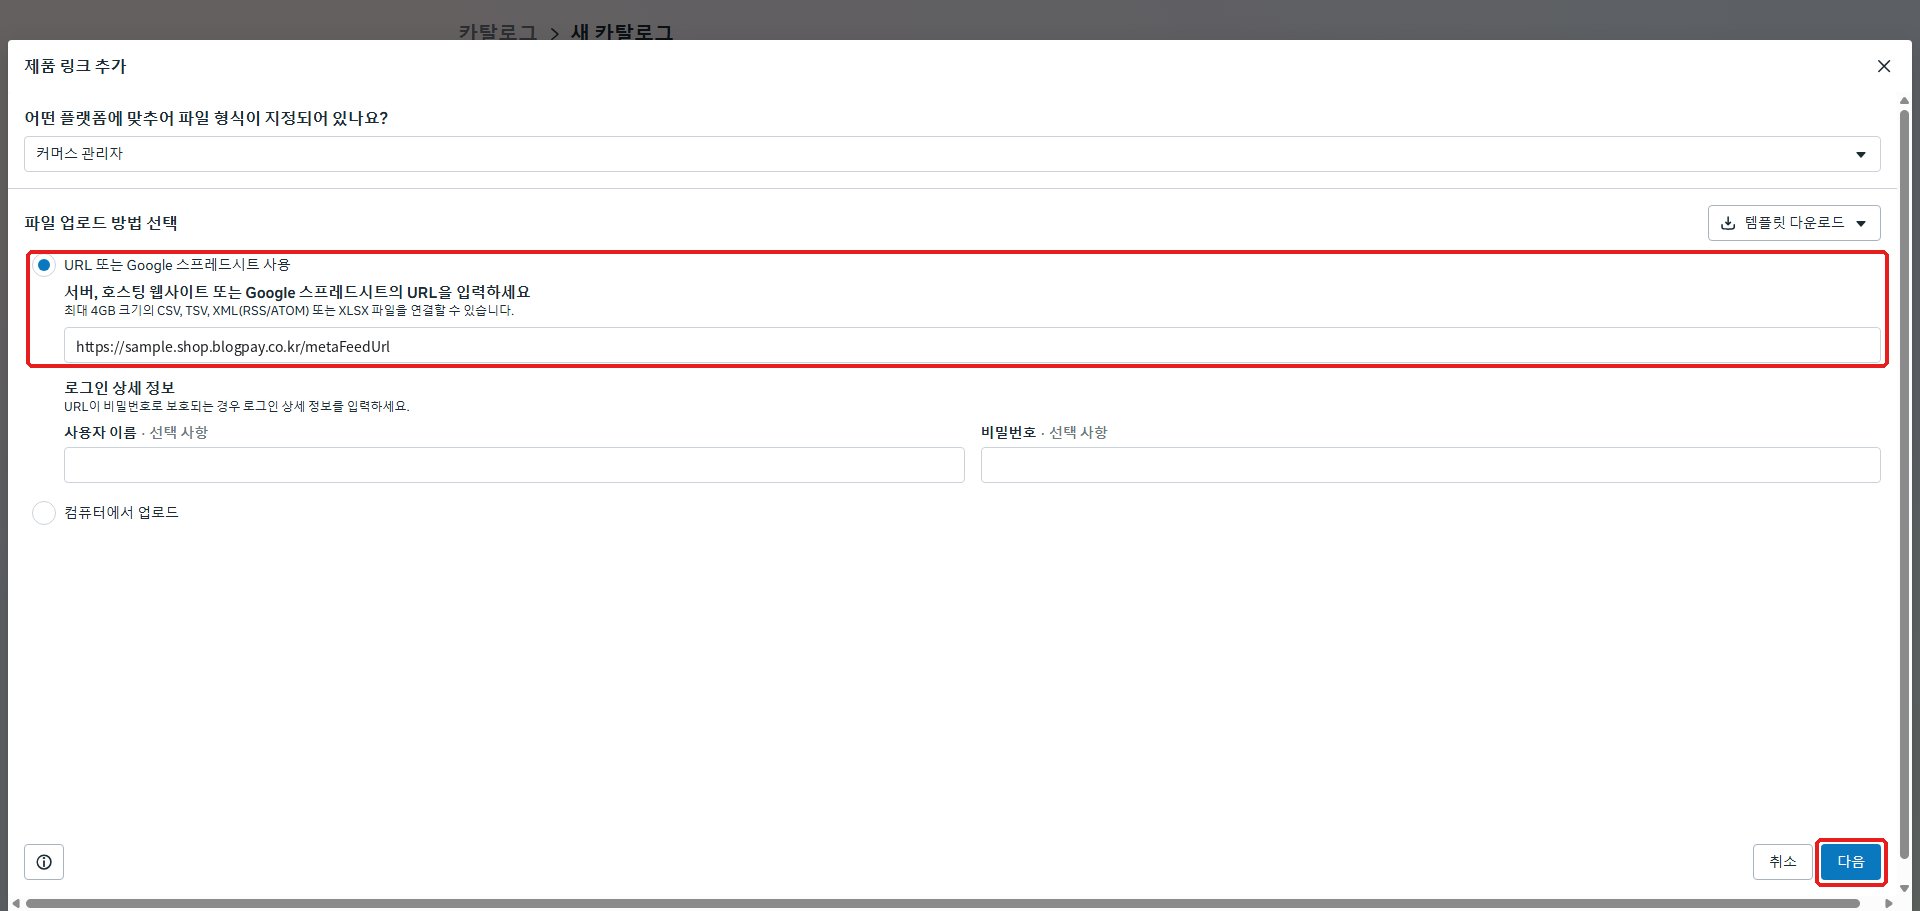 카탈로그 > 새 카탈로그
제품 링크 추가
어떤 플랫폼에 맞추어 파일 형식이 지정되어 있나요?
커머스 관리자
파일 업로드 방법 선택
템플릿 다운로드
URL 또는 Google 스프레드시트 사용
서버, 호스팅 웹사이트 또는 Google 스프레드시트의 URL을 입력하세요
최대 4GB 크기의 CSV, TSV, XML(RSS/ATOM) 또는 XLSX 파일을 연결할 수 있습니다.
https://sample.shop.blogpay.co.kr/metaFeedUrl
로그인 상세 정보
URL이 비밀번호로 보호되는 경우 로그인 상세 정보를 입력하세요.
사용자 이름 · 선택 사항
비밀번호 · 선택 사항
컴퓨터에서 업로드
취소
다음